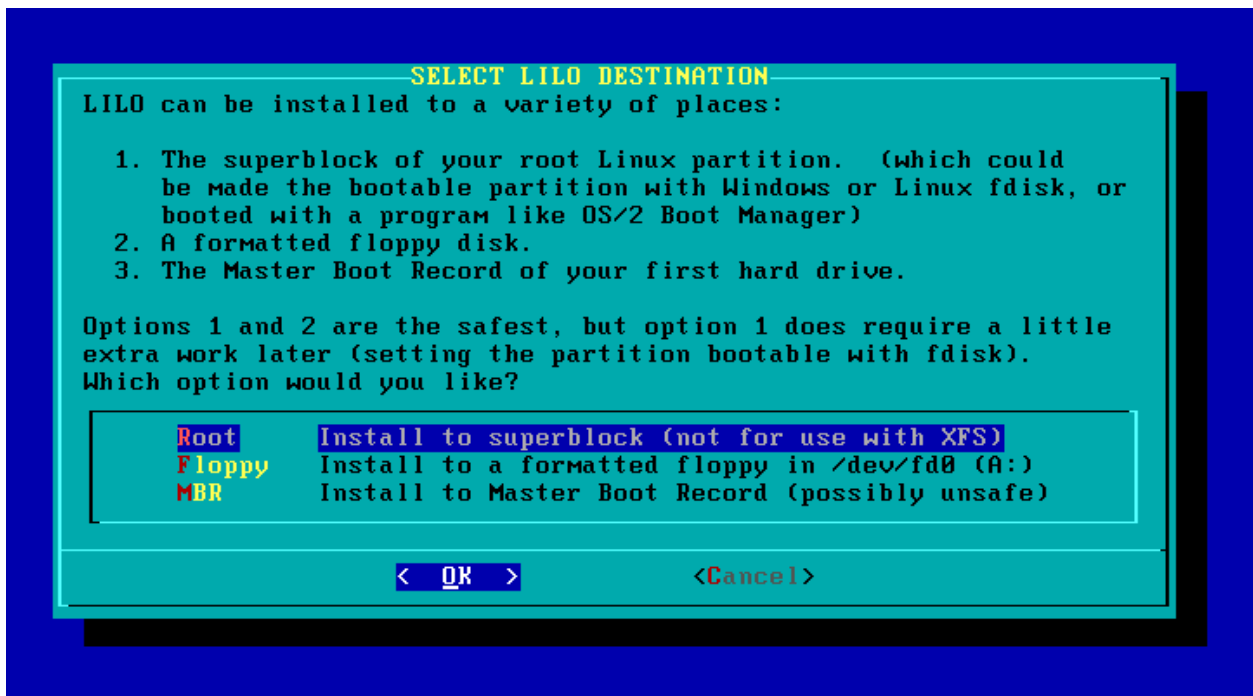 SELECT LILO DESTINATION
LILO can be installed to a variety of places:
1. The superblock of your root Linux partition. (which could
be made the bootable partition with Windows or Linux fdisk, or
booted with a program like OS/2 Boot Manager)
2. A formatted floppy disk.
3. The Master Boot Record of your first hard drive.
Options 1 and 2 are the safest, but option 1 does require a little
extra work later (setting the partition bootable with fdisk).
Which option would you like?
Root Install to superblock (not for use with XFS)
Floppy Install to a formatted floppy in /dev/fd0 (A:)
MBR Install to Master Boot Record (possibly unsafe)
< OK > <Cancel>